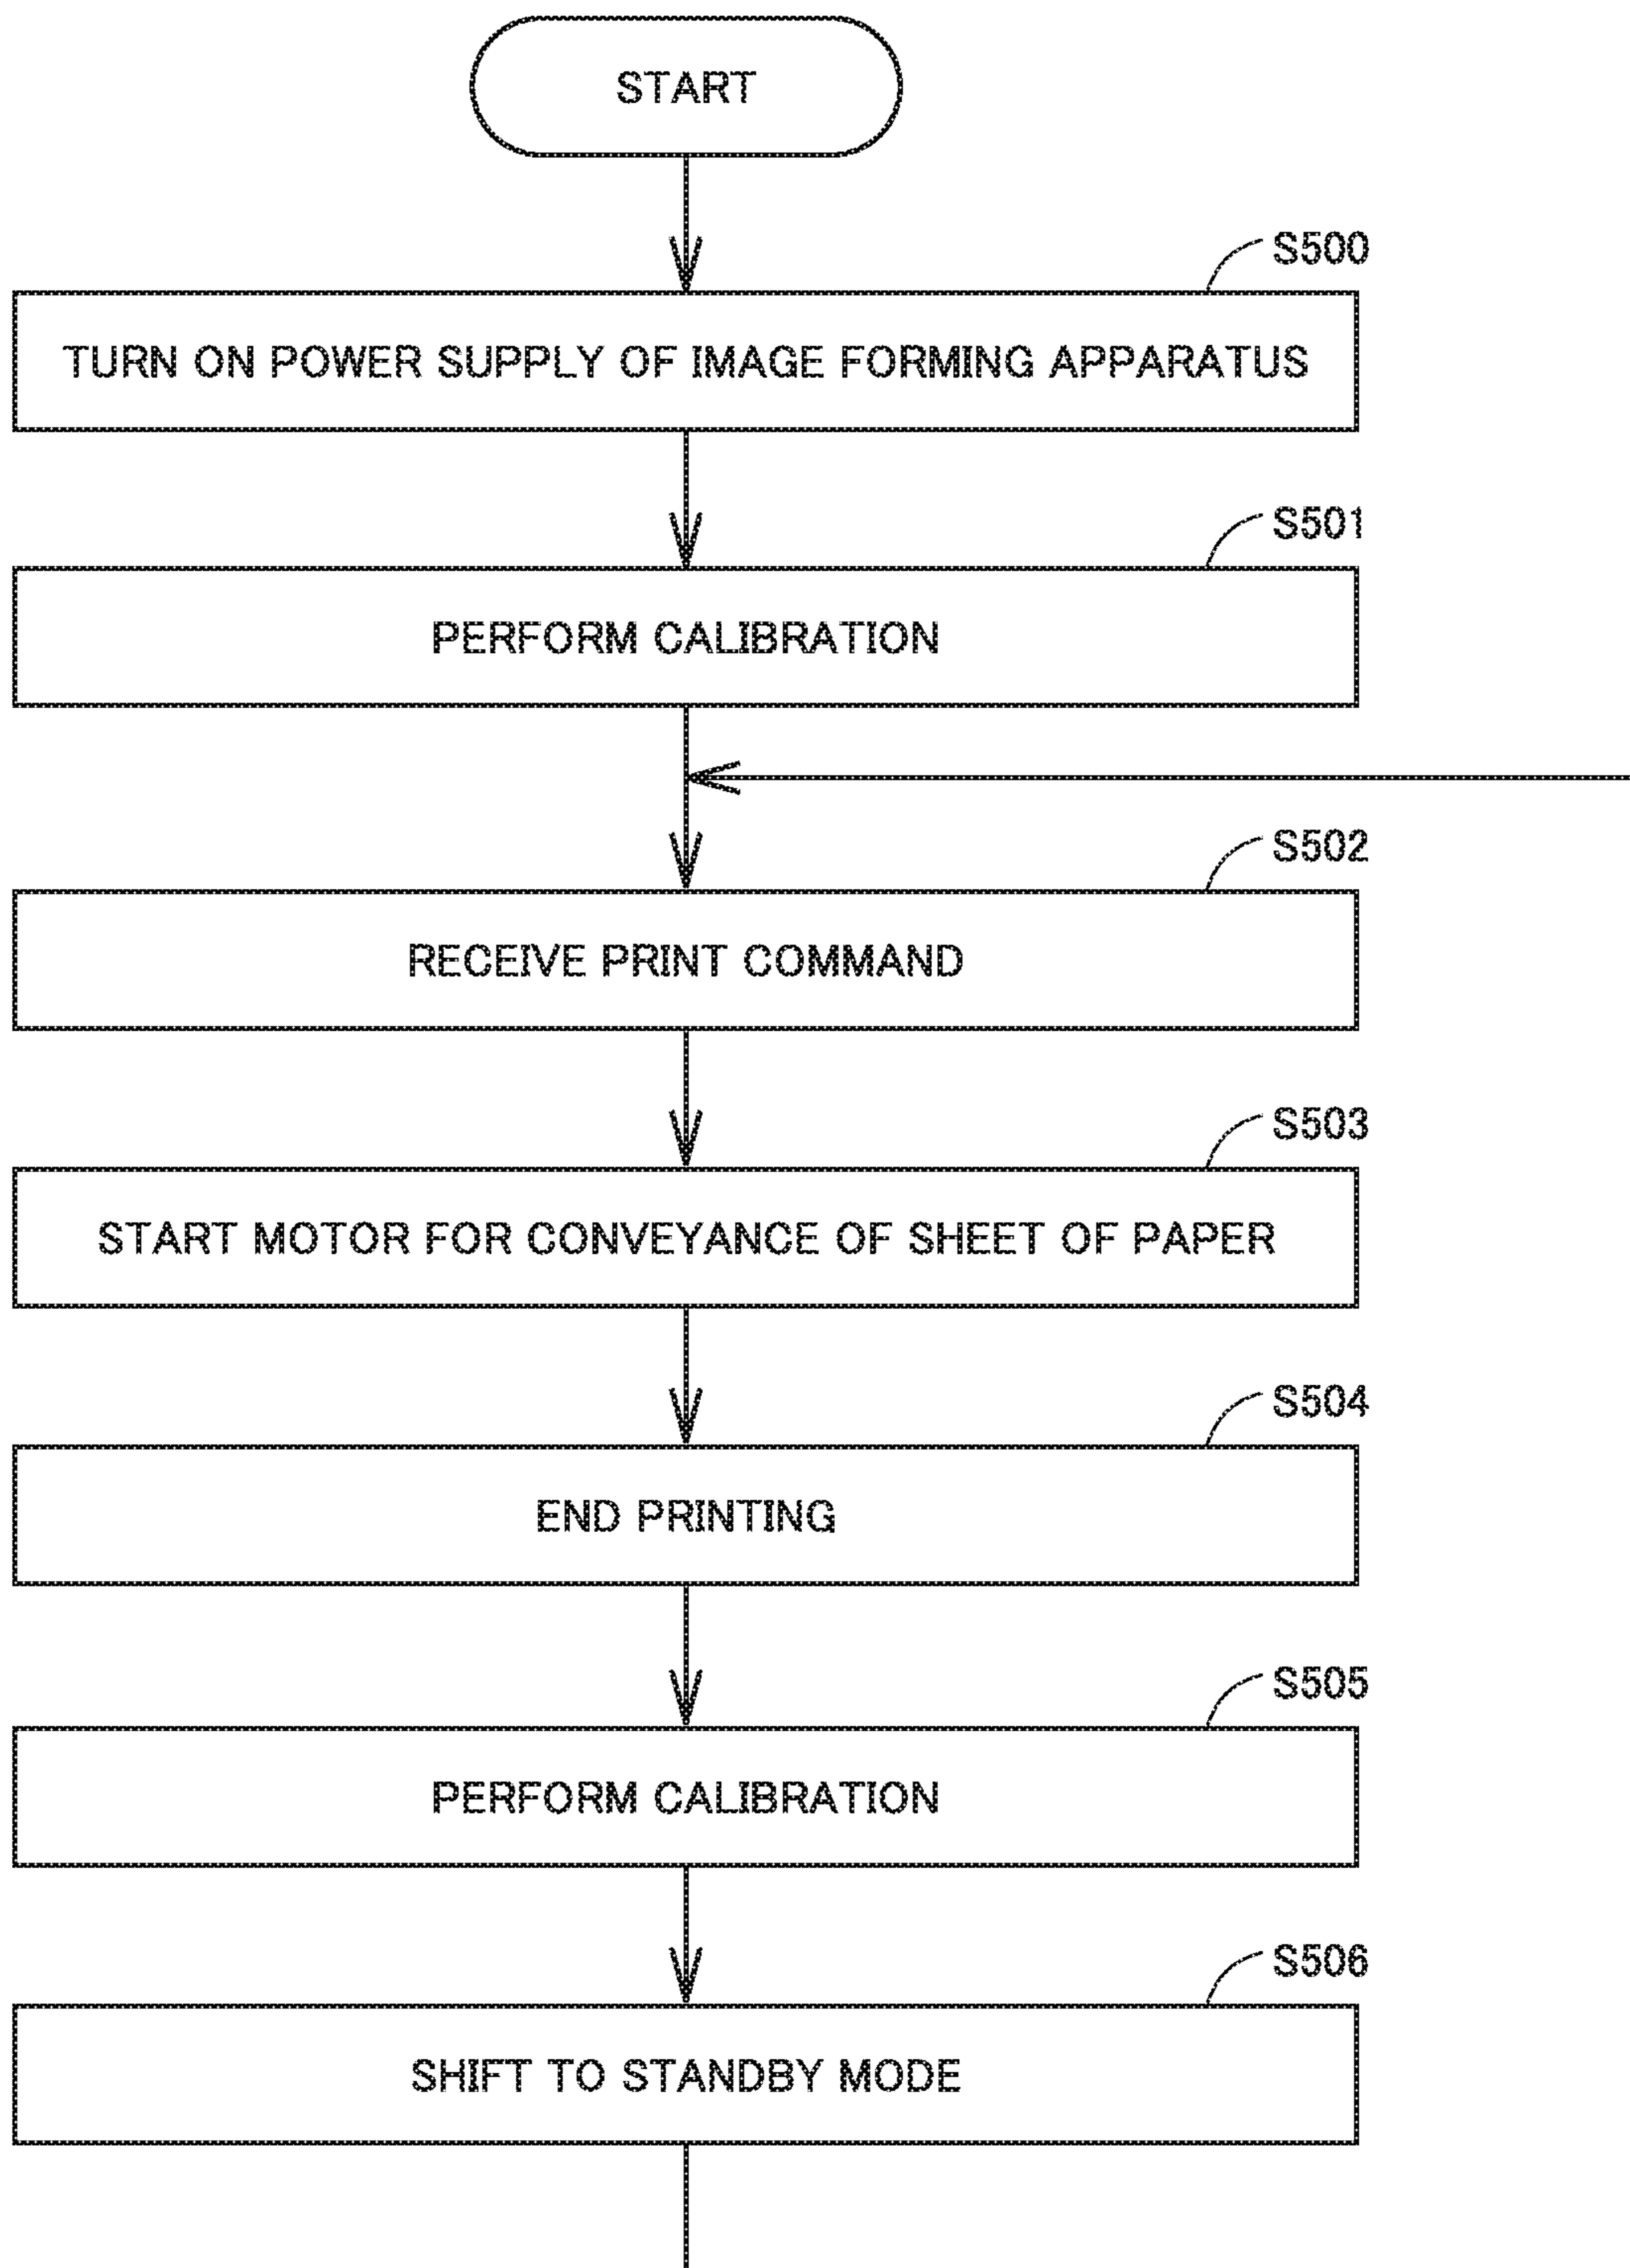 START
S500
TURN ON POWER SUPPLY OF IMAGE FORMING APPARATUS
S501
PERFORM CALIBRATION
S502
RECEIVE PRINT COMMAND
S503
START MOTOR FOR CONVEYANCE OF SHEET OF PAPER
S504
END PRINTING
S505
PERFORM CALIBRATION
S506
SHIFT TO STANDBY MODE